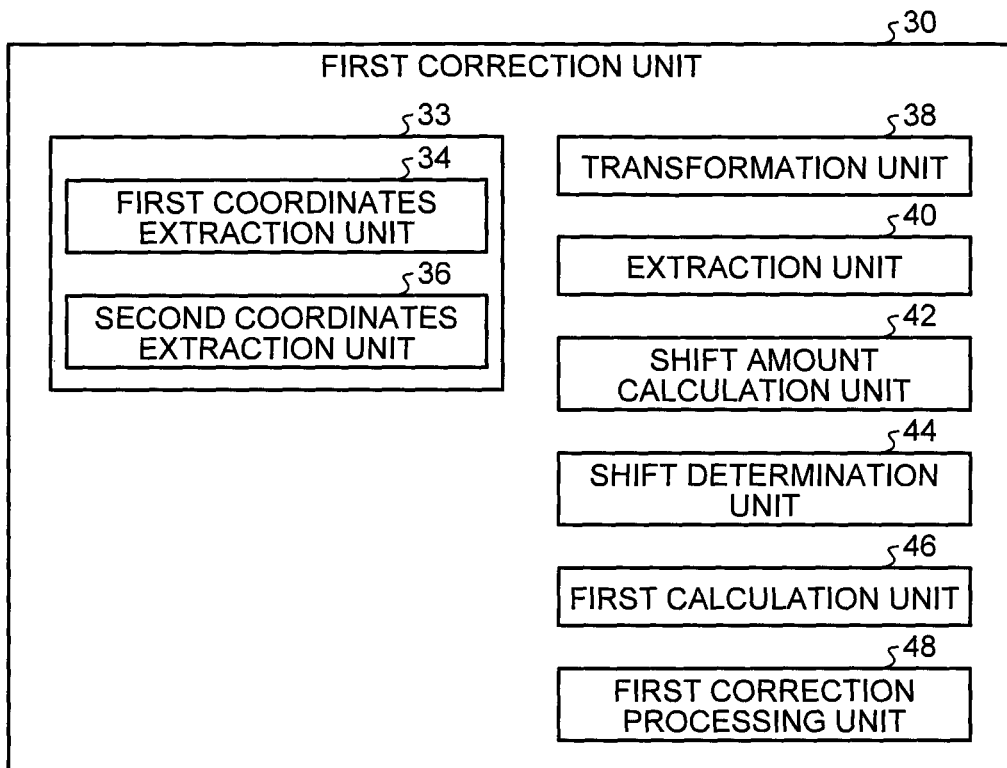 30
FIRST CORRECTION UNIT
33
34
FIRST COORDINATES
EXTRACTION UNIT
36
SECOND COORDINATES
EXTRACTION UNIT
38
TRANSFORMATION UNIT
40
EXTRACTION UNIT
42
SHIFT AMOUNT
CALCULATION UNIT
44
SHIFT DETERMINATION
UNIT
46
FIRST CALCULATION UNIT
48
FIRST CORRECTION
PROCESSING UNIT